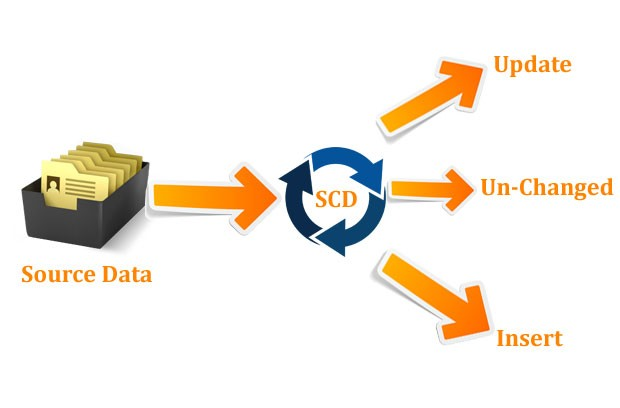 Update
SCD
Un-Changed
Source Data
Insert